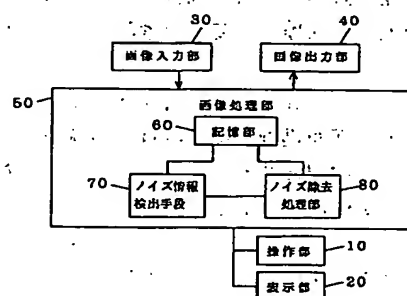 30
40
画像入力部
画像出力部
50
画像処理部
60
記憶部
70
ノイズ情報
検出手段
ノイズ除去
処理部
80
操作部
10
表示部
20